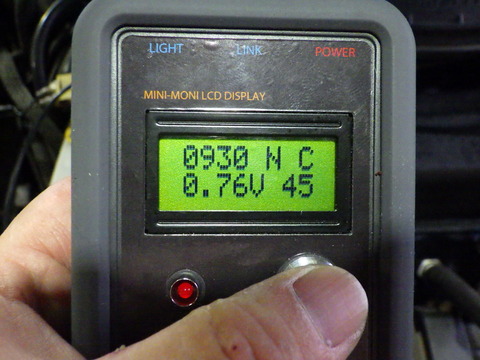 LIGHT LINK POWER
MINI-MONI LCD DISPLAY
0930 N C
0.76V 45